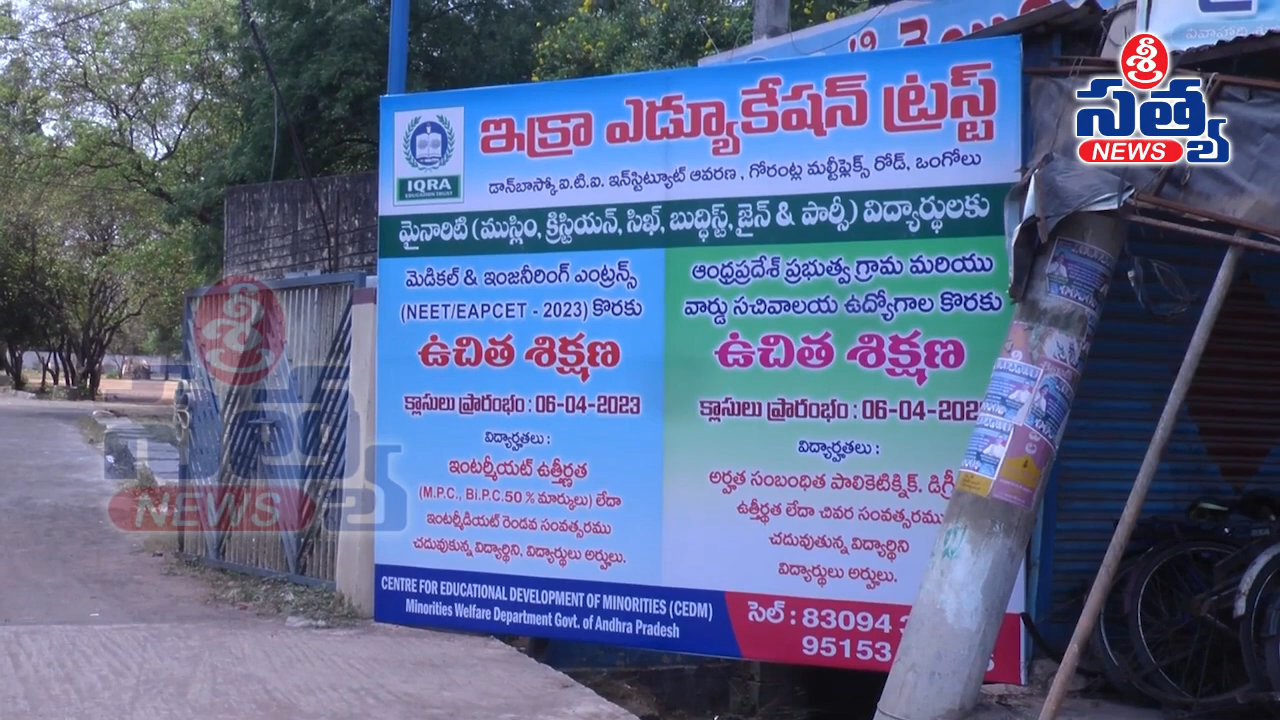 శ్రీ
సత్య
NEWS
ఇక్రా ఎడ్యూకేషన్ ట్రస్ట్
IQRA
EDUCATION TRUST
డాన్‌బాస్కో ఐ.టి.ఐ. ఇన్‌స్టిట్యూట్ ఆవరణ, గోరంట్ల మల్టీప్లెక్స్ రోడ్, ఒంగోలు
మైనారిటి (ముస్లిం, క్రిస్టియన్, సిఖ్, బుద్ధిస్ట్, జైన్ & పార్సీ) విద్యార్థులకు
మెడికల్ & ఇంజనీరింగ్ ఎంట్రన్స్
(NEET/EAPCET - 2023) కొరకు
ఉచిత శిక్షణ
క్లాసులు ప్రారంభం : 06-04-2023
విద్యార్హతలు :
ఇంటర్మీయట్ ఉత్తీర్ణత
(M.P.C., Bi.P.C.50 % మార్కులు) లేదా
ఇంటర్మీడియట్ రెండవ సంవత్సరము
చదువుకున్న విద్యార్థిని, విద్యార్థులు అర్హులు.
ఆంధ్రప్రదేశ్ ప్రభుత్వ గ్రామ మరియు
వార్డు సచివాలయ ఉద్యోగాల కొరకు
ఉచిత శిక్షణ
క్లాసులు ప్రారంభం : 06-04-202
విద్యార్హతలు :
అర్హత సంబంధిత పాలికెటిక్నిక్. డిగ్రీ
ఉత్తీర్థత లేదా చివర సంవత్సరము
చదువుతున్న విద్యార్థిని
విద్యార్థులు అర్హులు.
CENTRE FOR EDUCATIONAL DEVELOPMENT OF MINORITIES (CEDM)
Minorities Welfare Department Govt. of Andhra Pradesh
సెల్ : 83094
95153
శ్రీ
సత్య
NEWS